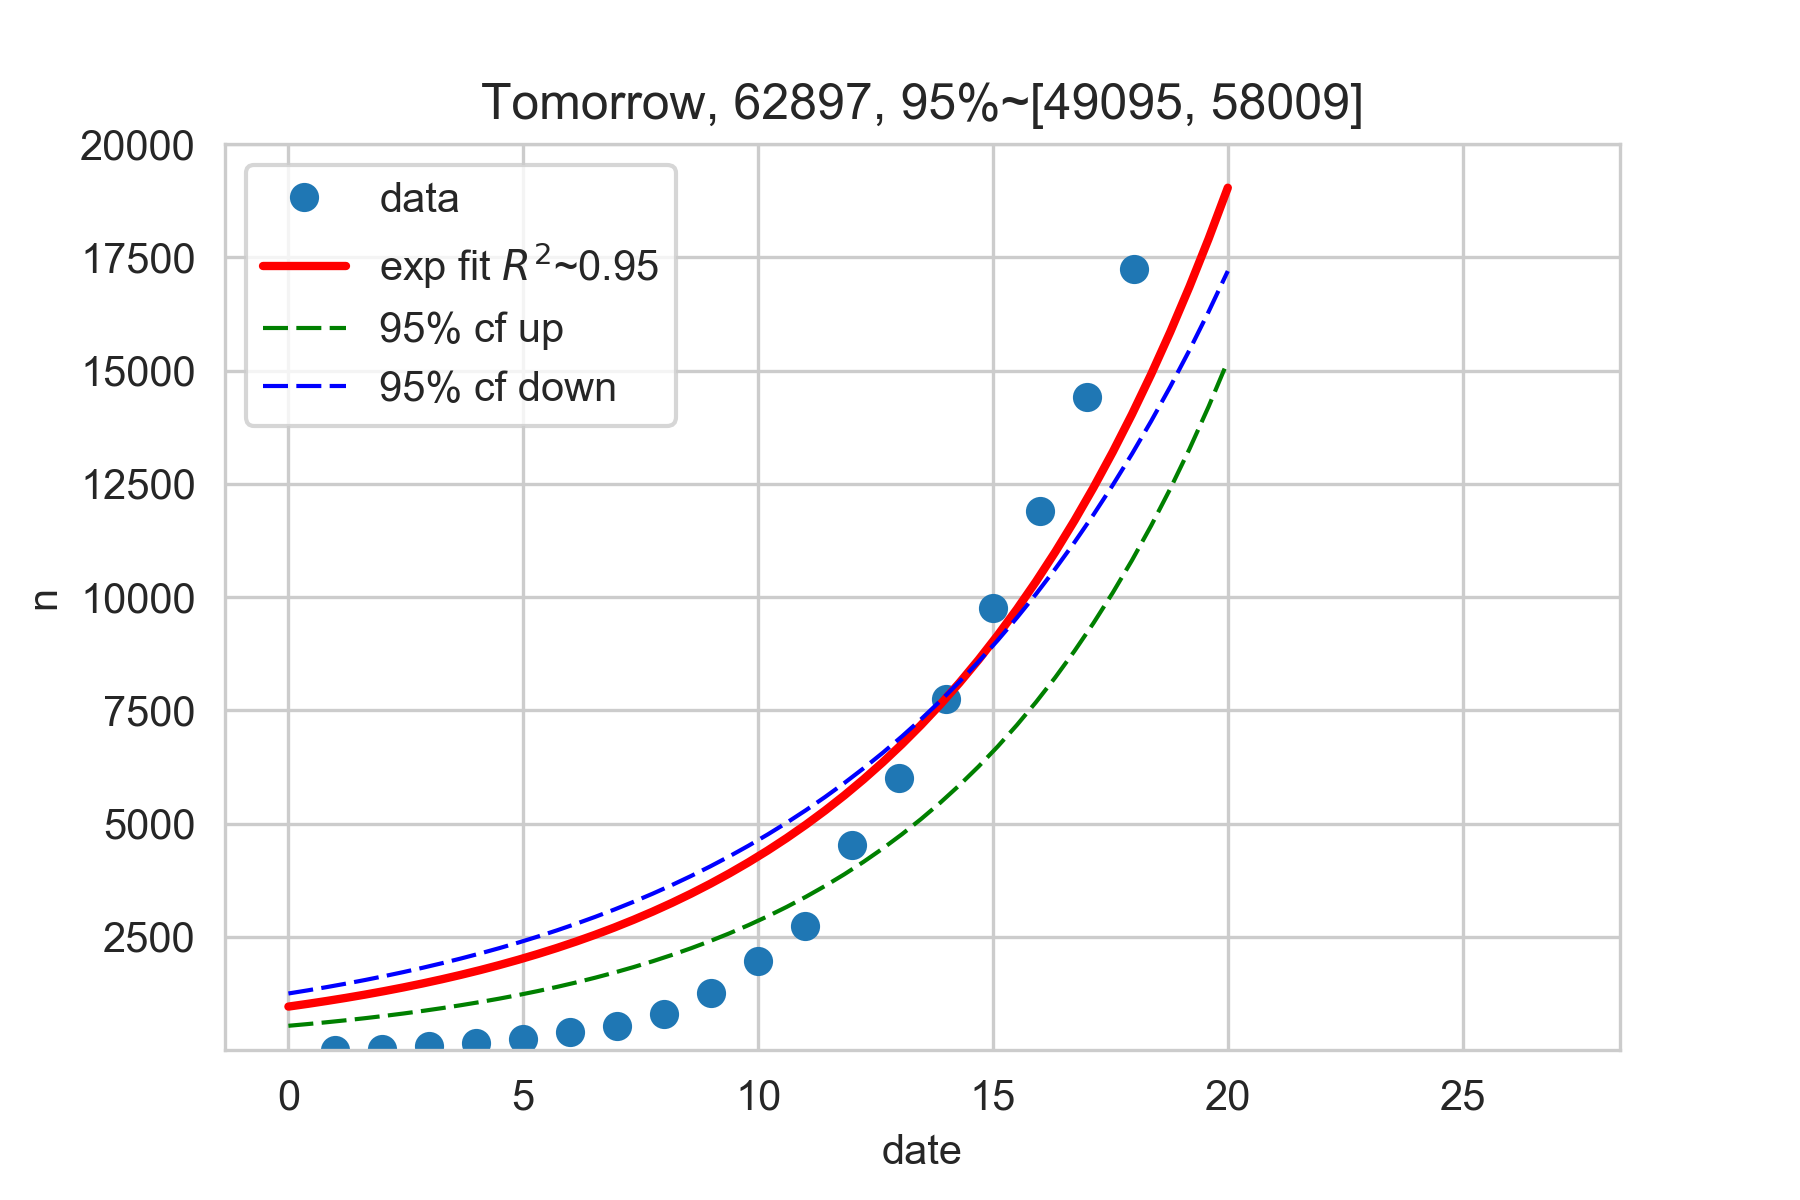 Tomorrow, 62897, 95%~[49095, 58009]
20000
17500
15000
12500
10000
7500
5000
2500
n
data
exp fit R²~0.95
95% cf up
95% cf down
0 5 10 15 20 25
date